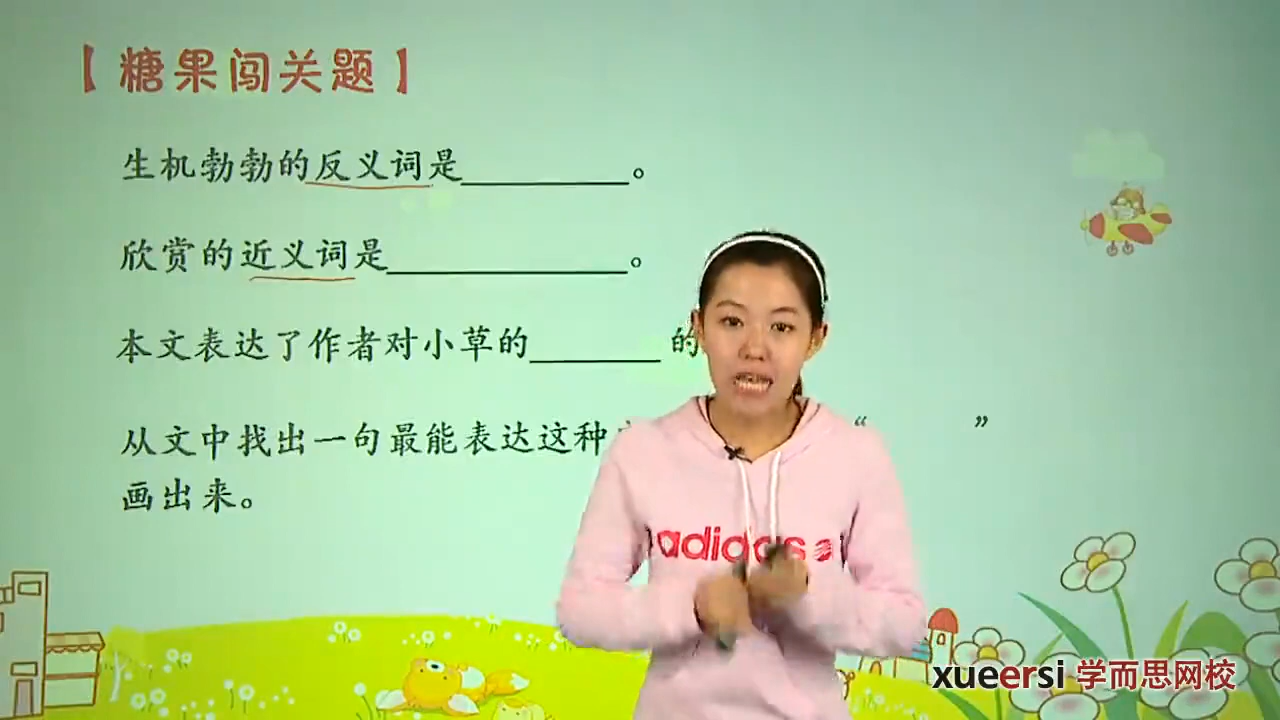 【糖果闯关题】
生机勃勃的反义词是________。
欣赏的近义词是____________。
本文表达了作者对小草的______的
从文中找出一句最能表达这种 “ ”
画出来。
adidas
xueersi 学而思网校